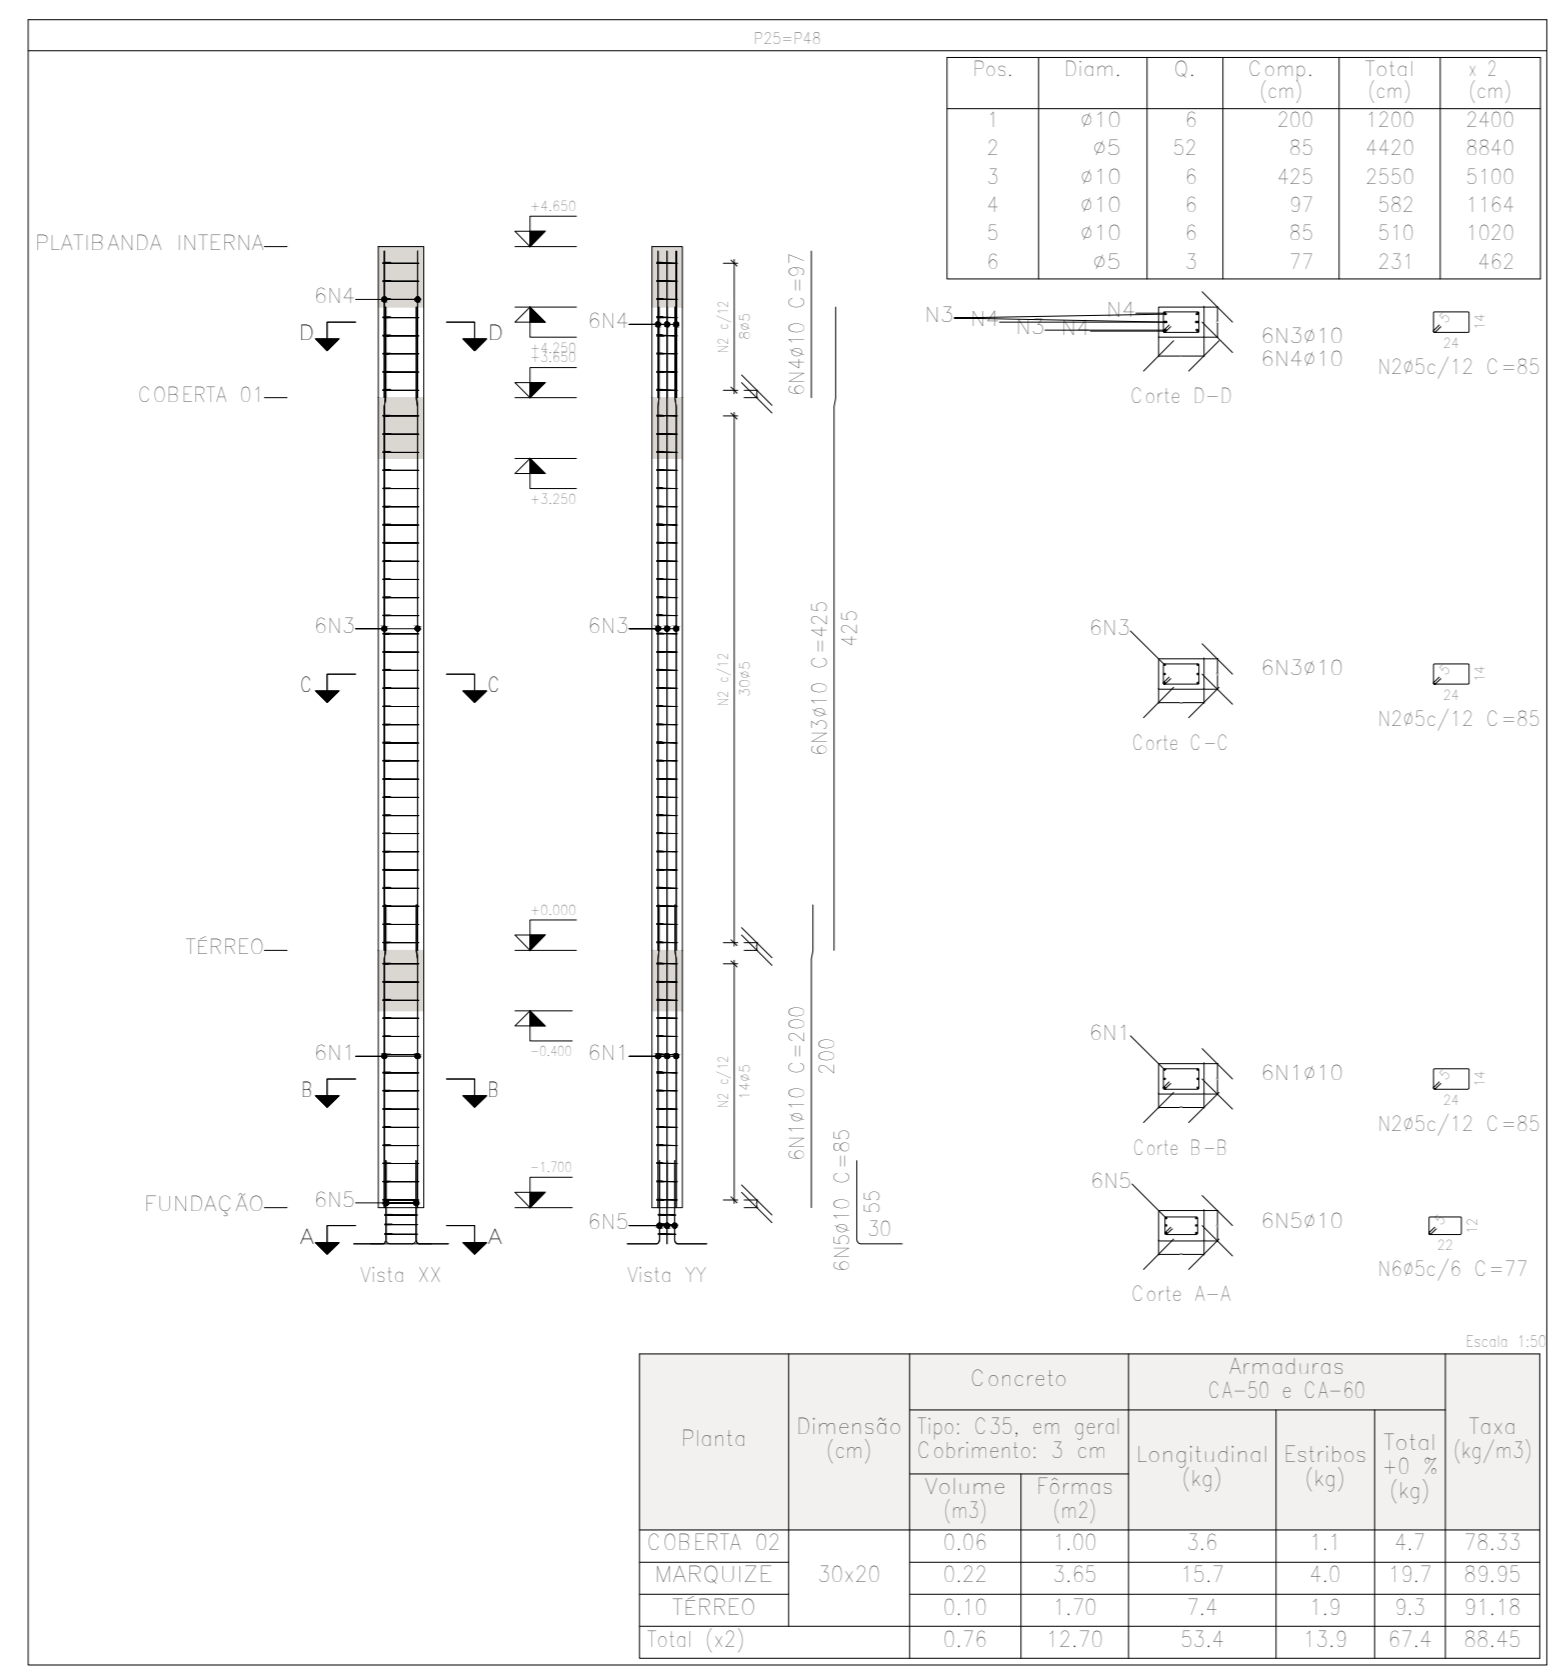 P25=P48
Pos. Diam. Q. Comp. (cm) Total (cm) x 2 (cm)
1 ø10 6 200 1200 2400
2 ø5 52 85 4420 8840
3 ø10 6 425 2550 5100
4 ø10 6 97 582 1164
5 ø10 6 85 510 1020
6 ø5 3 77 231 462
PLATIBANDA INTERNA
+4.650
6N4
6N4
D D
+4.250
+3.650
N2 c/12
8ø5
6N4ø10 C=97
N3 N4 N3 N4 N4
6N3ø10
6N4ø10
5
14
24
N2ø5c/12 C=85
Corte D-D
COBERTA 01
+3.250
6N3
6N3
C C
N2 c/12
30ø5
6N3ø10 C=425
425
6N3
6N3ø10
5
14
24
N2ø5c/12 C=85
Corte C-C
TÉRREO
+0.000
-0.400
6N1
6N1
B B
N2 c/12
14ø5
6N1ø10 C=200
200
6N1
6N1ø10
5
14
24
N2ø5c/12 C=85
Corte B-B
FUNDAÇÃO
-1.700
6N5
6N5
A A
6N5ø10 C=85
55
30
6N5
6N5ø10
5
12
22
N6ø5c/6 C=77
Corte A-A
Vista XX
Vista YY
Escala 1:50
Planta
Dimensão
(cm)
Concreto
Tipo: C35, em geral
Cobrimento: 3 cm
Volume
(m3)
Fôrmas
(m2)
Armaduras
CA-50 e CA-60
Longitudinal
(kg)
Estribos
(kg)
Total
+0 %
(kg)
Taxa
(kg/m3)
COBERTA 02 0.06 1.00 3.6 1.1 4.7 78.33
MARQUIZE 30x20 0.22 3.65 15.7 4.0 19.7 89.95
TÉRREO 0.10 1.70 7.4 1.9 9.3 91.18
Total (x2) 0.76 12.70 53.4 13.9 67.4 88.45